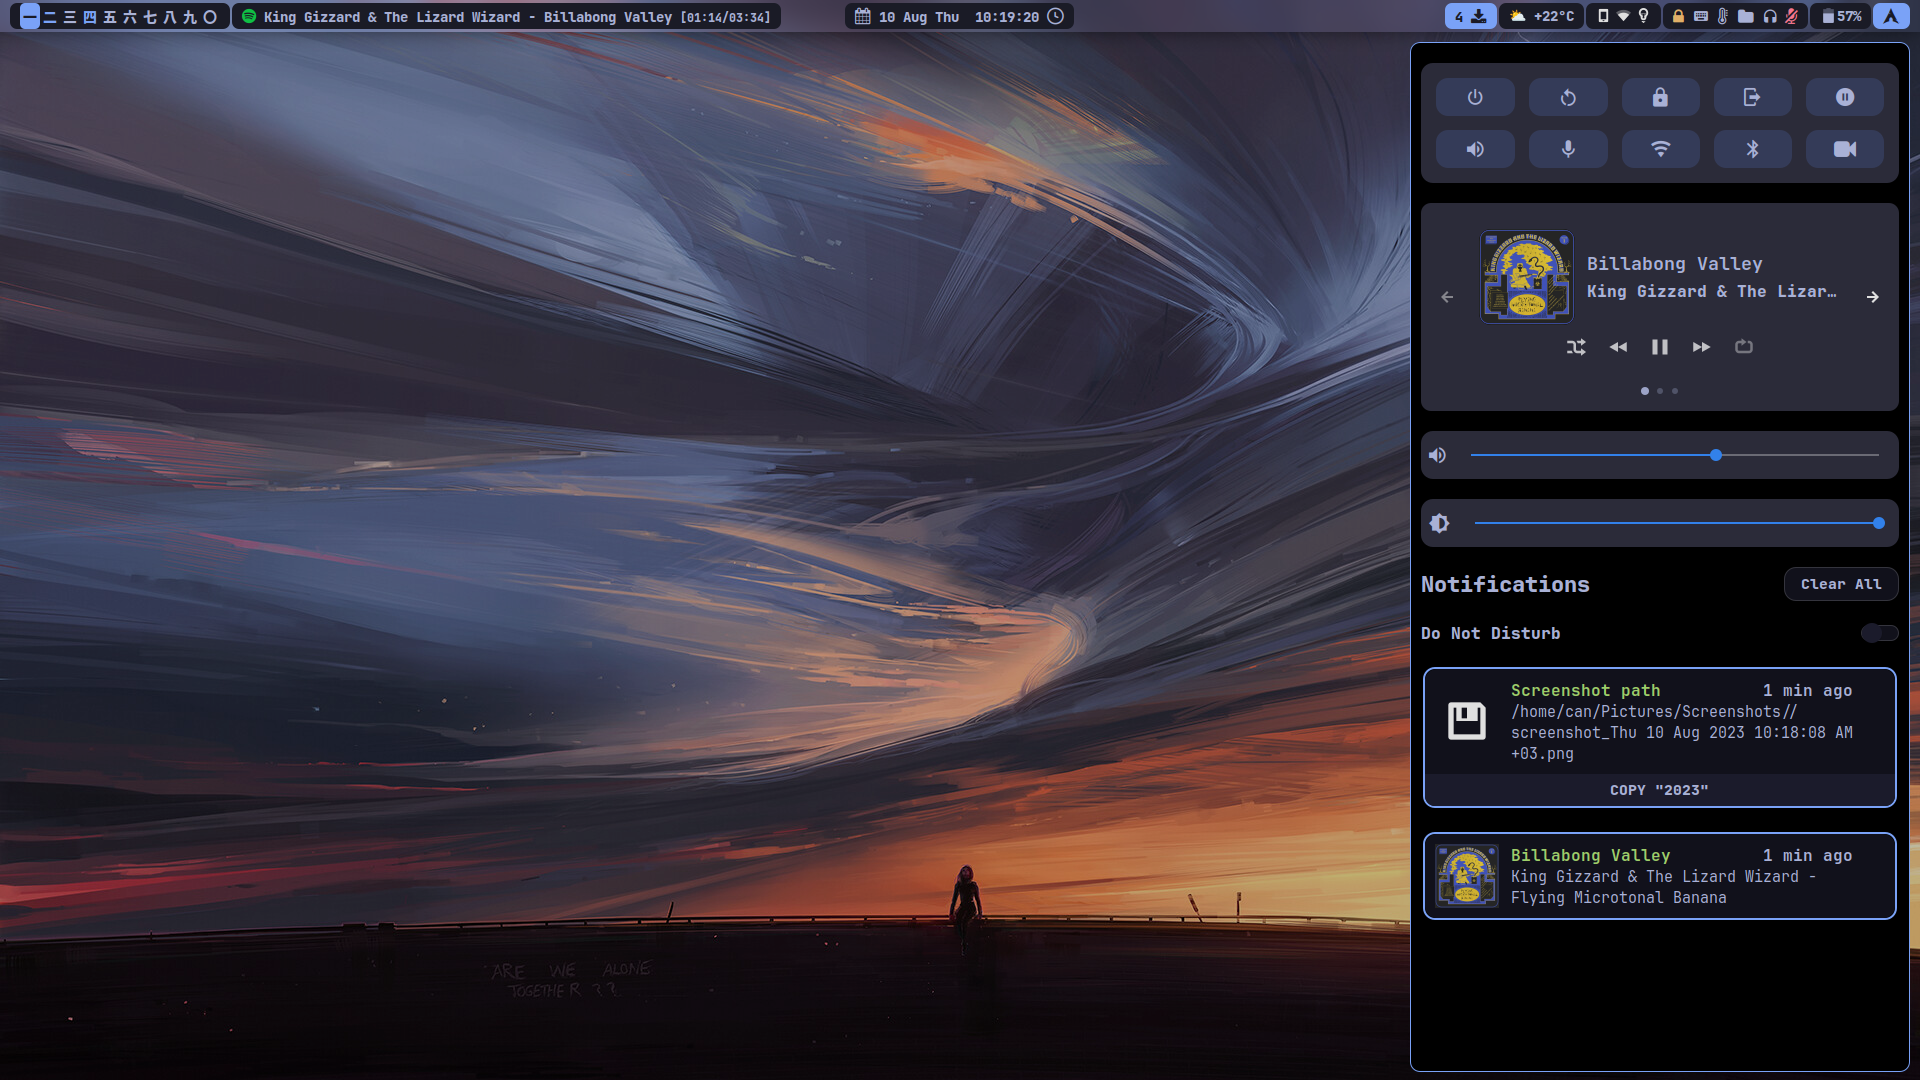 一 二 三 四 五 六 七 八 九 〇
King Gizzard & The Lizard Wizard - Billabong Valley [01:14/03:34]
10 Aug Thu 10:19:20
4
+22°C
57%
Billabong Valley
King Gizzard & The Lizar…
Notifications
Clear All
Do Not Disturb
Screenshot path 1 min ago
/home/can/Pictures/Screenshots//
screenshot_Thu 10 Aug 2023 10:18:08 AM
+03.png
COPY "2023"
Billabong Valley 1 min ago
King Gizzard & The Lizard Wizard -
Flying Microtonal Banana
ARE WE ALONE
TOGETHER ??